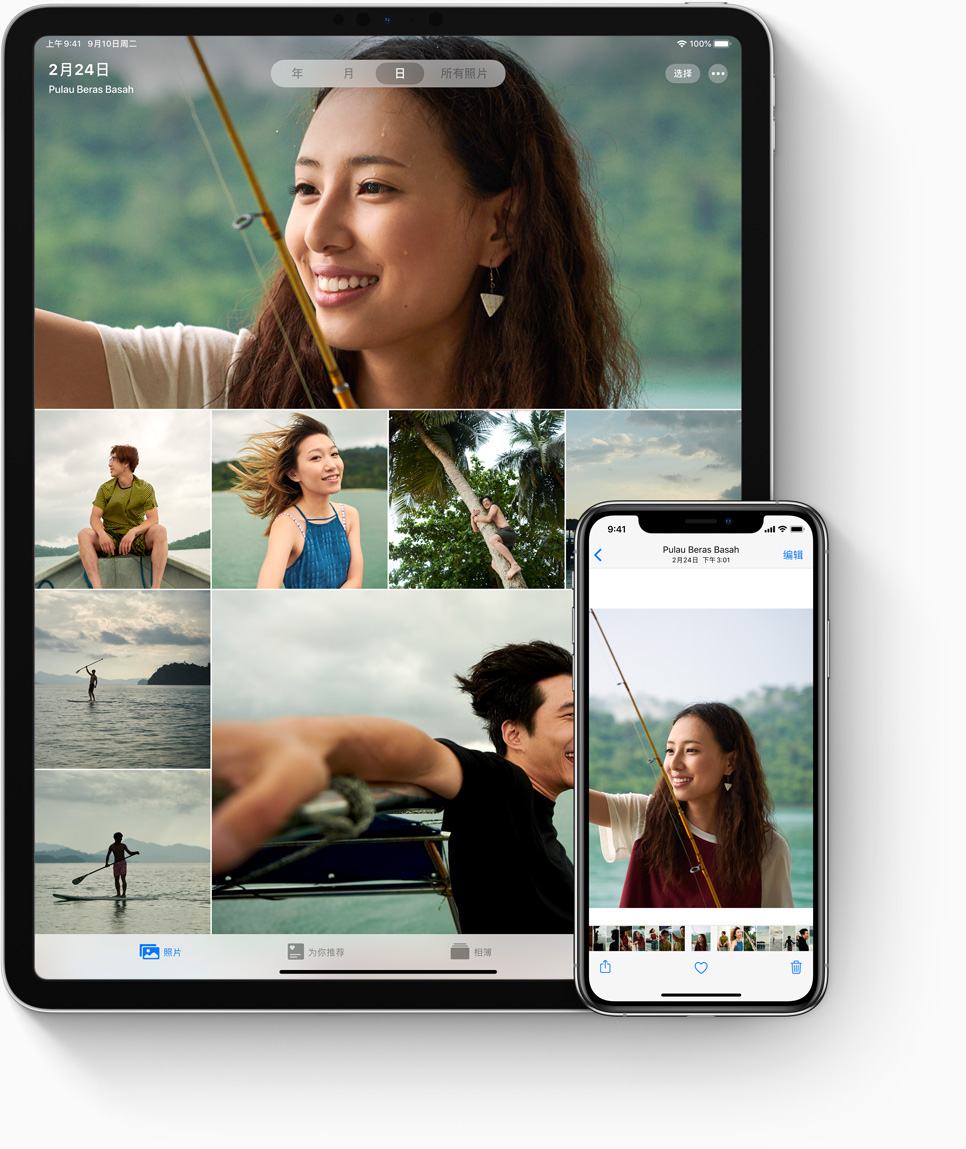 上午9:41 9月10日周二
100%
2月24日
Pulau Beras Basah
年 月 日 所有照片
选择
照片 为你推荐 相簿
9:41
Pulau Beras Basah
2月24日 下午3:01
编辑